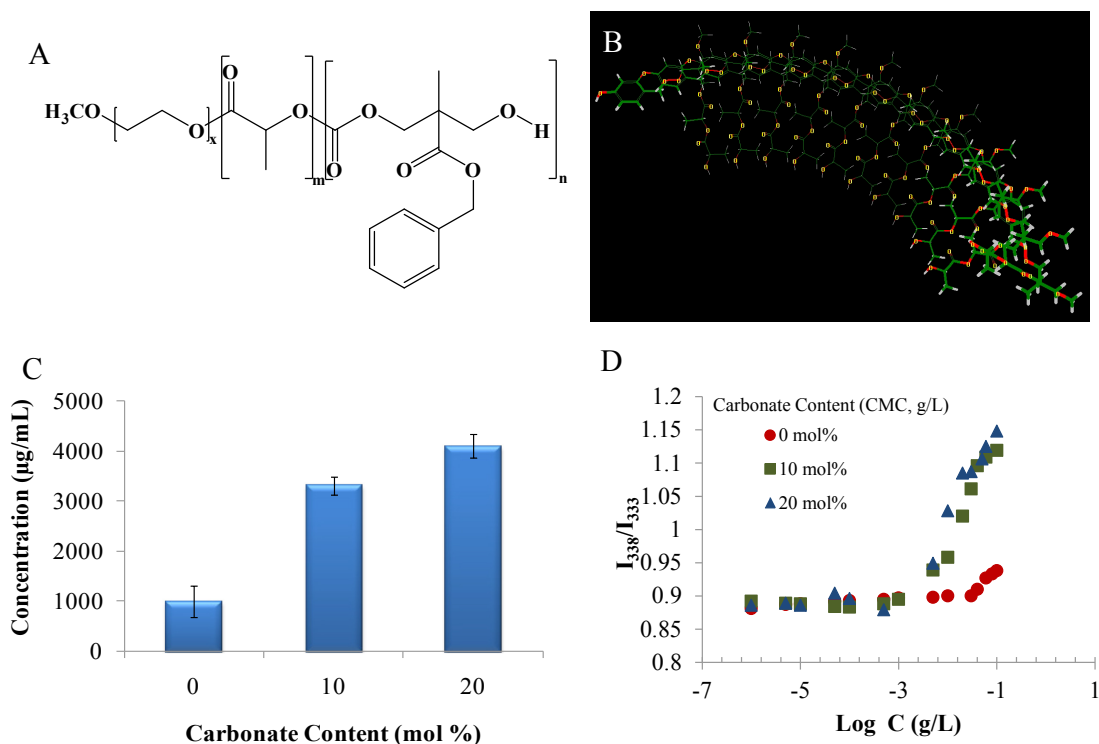 A
H₃CO
O
x
O
O
m
O
O
O
O
O
H
n
B
C
Concentration (µg/mL)
5000
4000
3000
2000
1000
0
0 10 20
Carbonate Content (mol %)
D
I₃₃₈/I₃₃₃
1.2
1.15
1.1
1.05
1
0.95
0.9
0.85
0.8
Carbonate Content (CMC, g/L)
0 mol%
10 mol%
20 mol%
-7 -5 -3 -1 1
Log C (g/L)